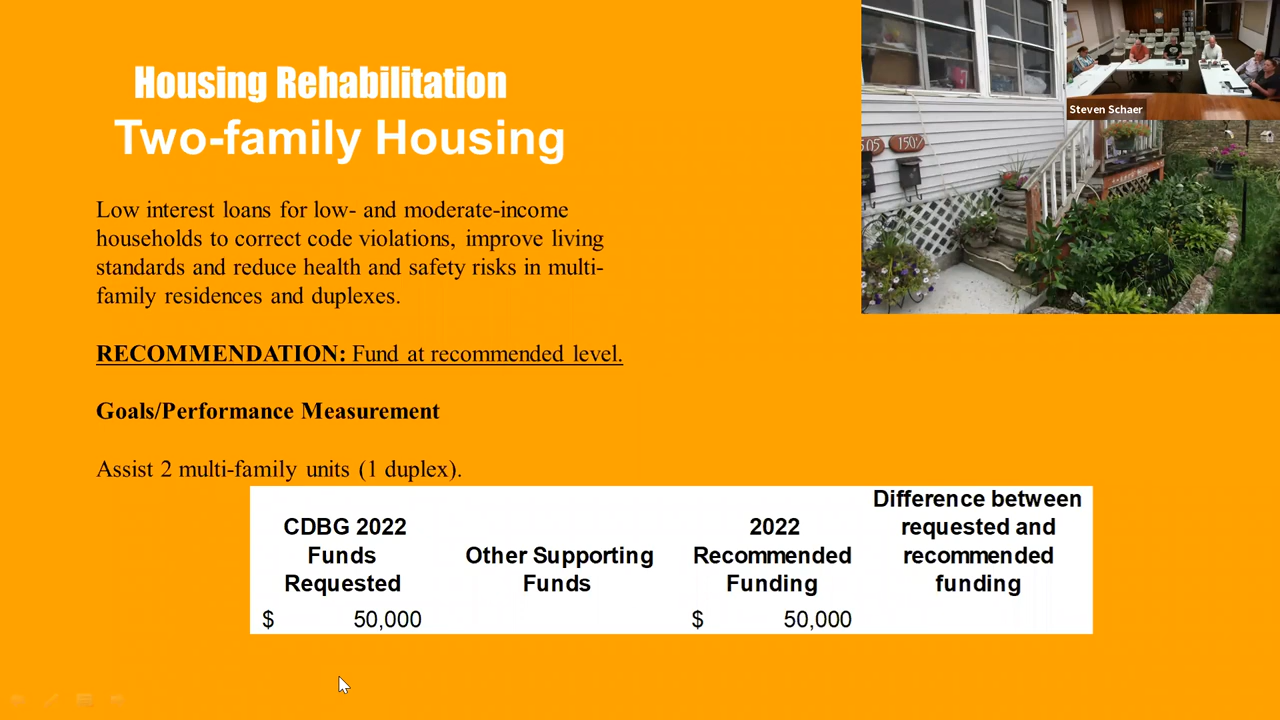 Housing Rehabilitation
Two-family Housing
Steven Schaer
505 150½
Low interest loans for low- and moderate-income
households to correct code violations, improve living
standards and reduce health and safety risks in multi-
family residences and duplexes.
RECOMMENDATION: Fund at recommended level.
Goals/Performance Measurement
Assist 2 multi-family units (1 duplex).
CDBG 2022
Funds
Requested
Other Supporting
Funds
2022
Recommended
Funding
Difference between
requested and
recommended
funding
$ 50,000
$ 50,000